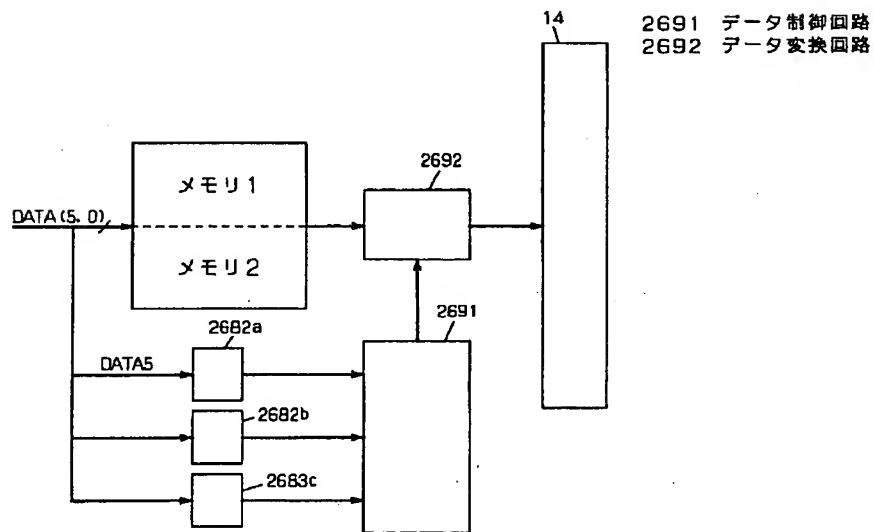 14
2691 データ制御回路
2692 データ変換回路
2692
メモリ1
DATA(5. 0)
メモリ2
2691
2682a
DATA5
2682b
2683c